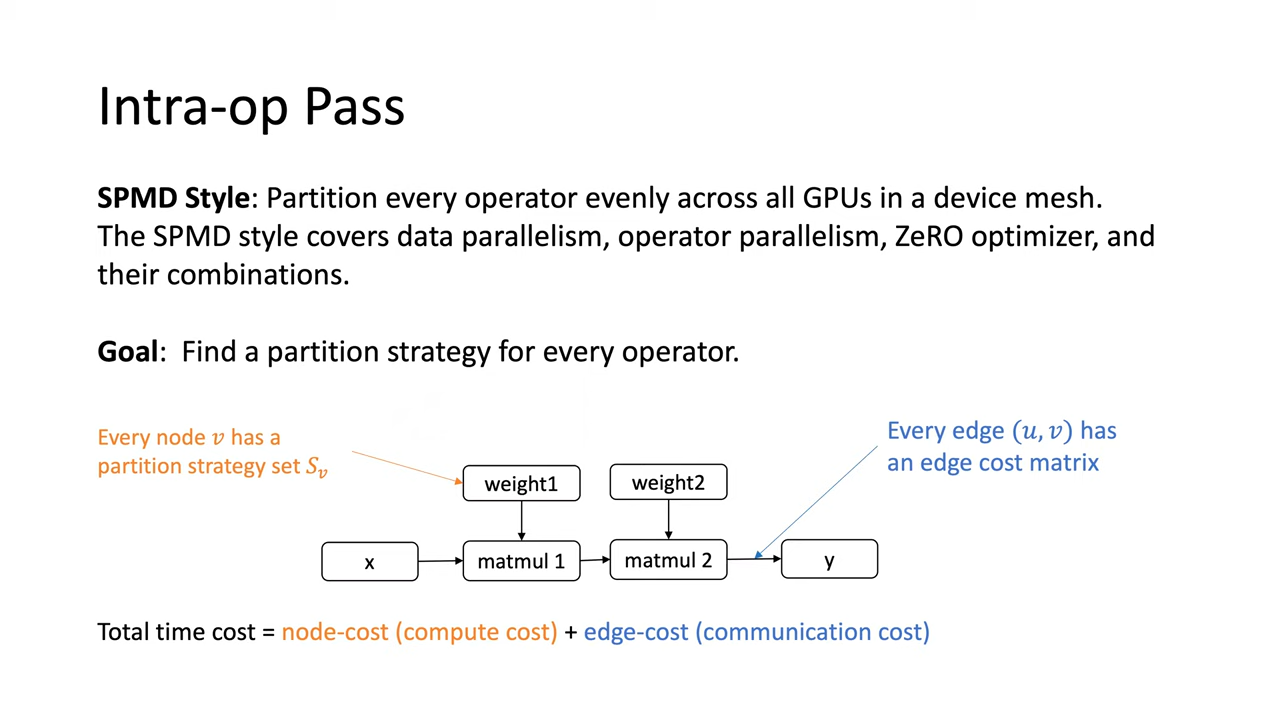 Intra-op Pass
SPMD Style: Partition every operator evenly across all GPUs in a device mesh.
The SPMD style covers data parallelism, operator parallelism, ZeRO optimizer, and
their combinations.
Goal:  Find a partition strategy for every operator.
Every node 𝑣 has a
partition strategy set 𝑆ᵥ
Every edge (𝑢, 𝑣) has
an edge cost matrix
weight1
weight2
x
matmul 1
matmul 2
y
Total time cost = node-cost (compute cost) + edge-cost (communication cost)